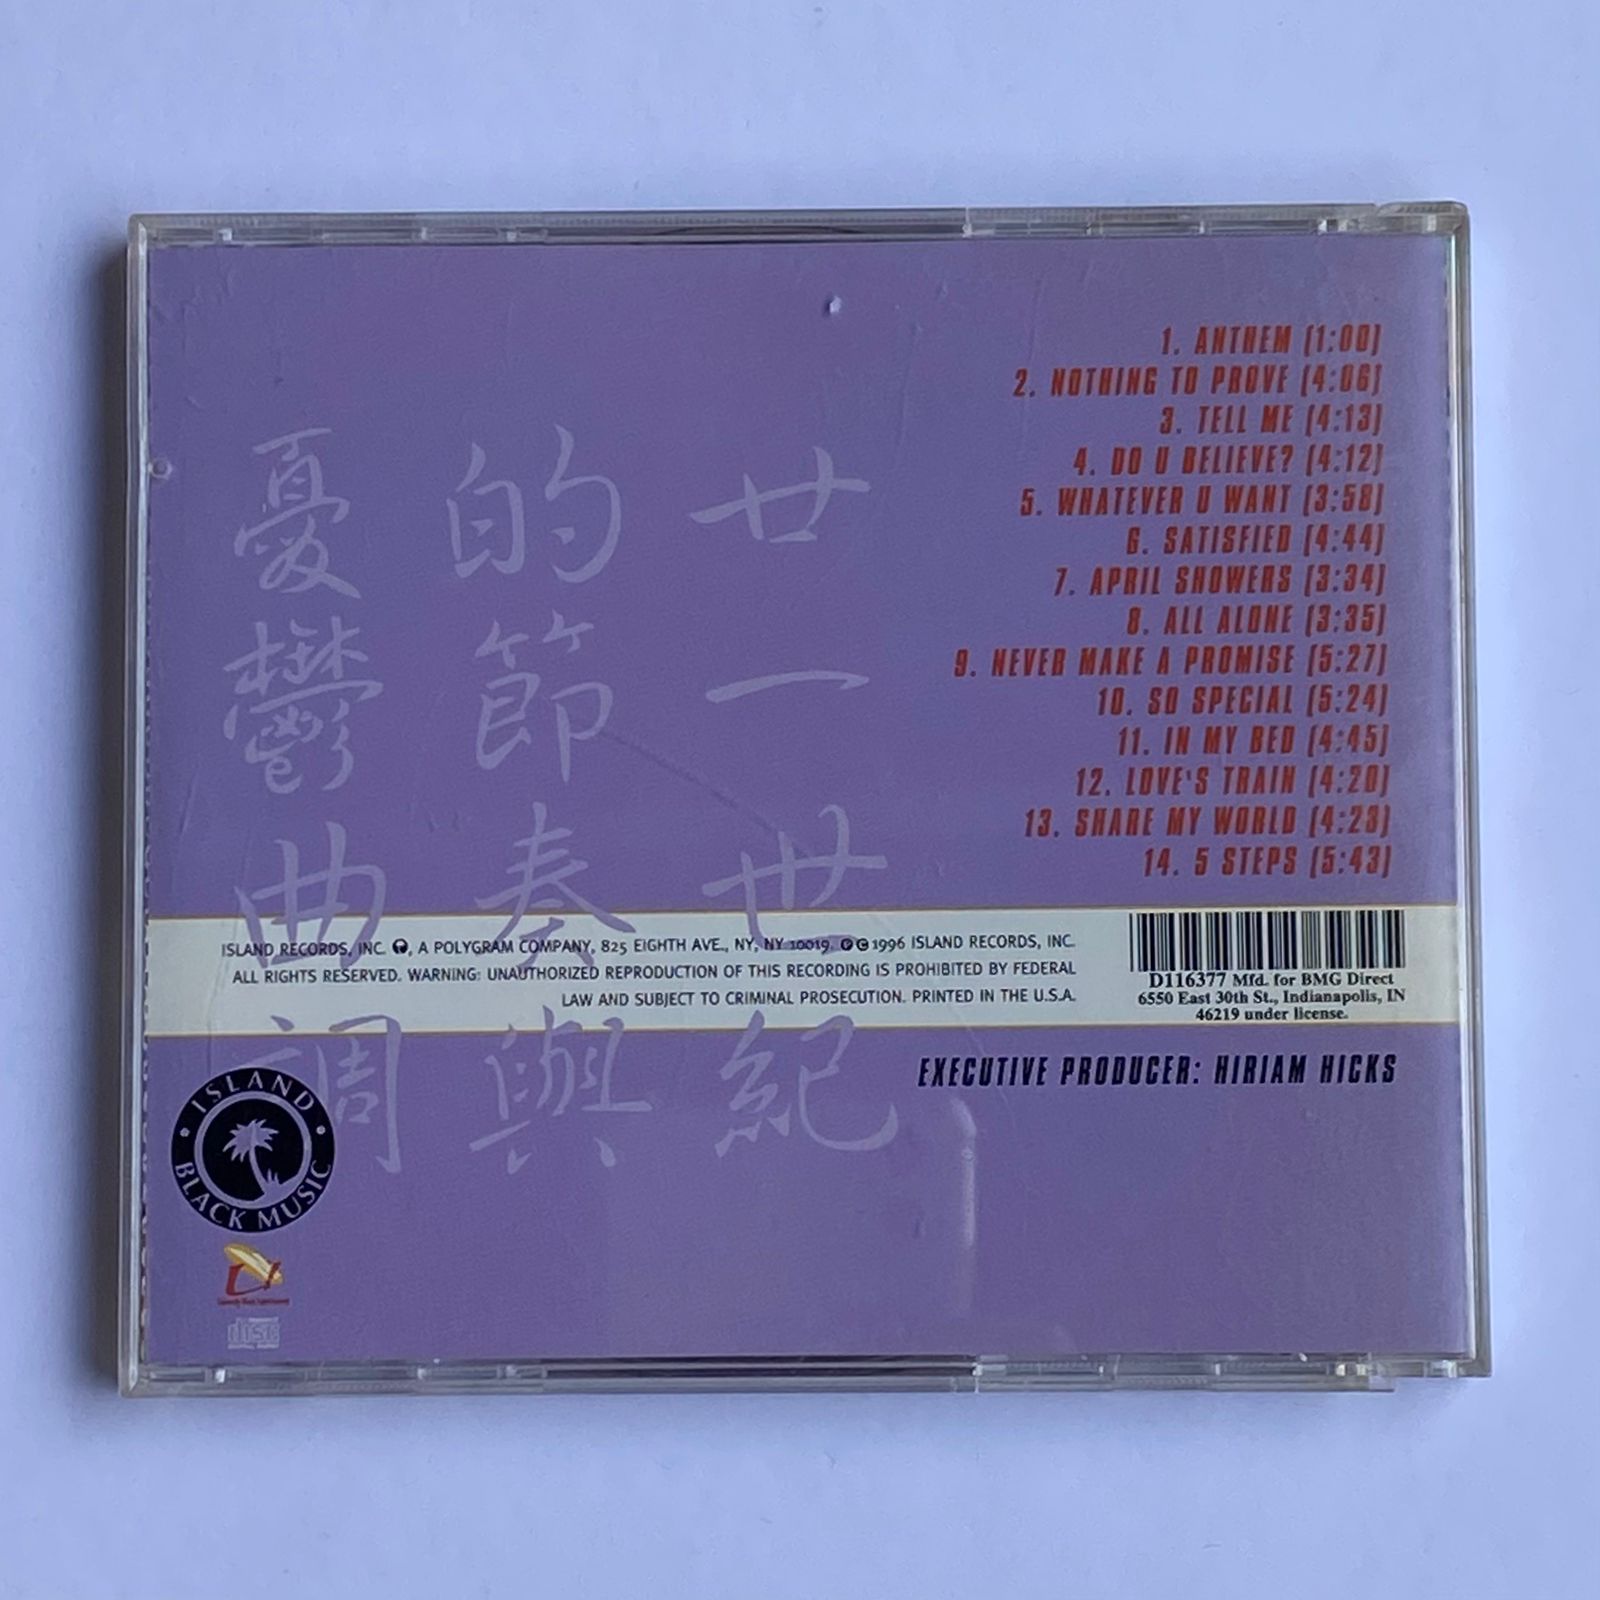 1. ANTHEM (1:00)
2. NOTHING TO PROVE (4:06)
3. TELL ME (4:13)
4. DO U BELIEVE? (4:12)
5. WHATEVER U WANT (3:58)
6. SATISFIED (4:44)
7. APRIL SHOWERS (3:34)
8. ALL ALONE (3:35)
9. NEVER MAKE A PROMISE (5:27)
10. SO SPECIAL (5:24)
11. IN MY BED (4:45)
12. LOVE'S TRAIN (4:20)
13. SHARE MY WORLD (4:23)
14. 5 STEPS (5:43)
廿一世紀
的節奏與
憂鬱曲調
ISLAND RECORDS, INC. , A POLYGRAM COMPANY, 825 EIGHTH AVE., NY, NY 10019. ℗©1996 ISLAND RECORDS, INC.
ALL RIGHTS RESERVED. WARNING: UNAUTHORIZED REPRODUCTION OF THIS RECORDING IS PROHIBITED BY FEDERAL
LAW AND SUBJECT TO CRIMINAL PROSECUTION. PRINTED IN THE U.S.A.
D116377 Mfd. for BMG Direct
6550 East 30th St., Indianapolis, IN
46219 under license.
EXECUTIVE PRODUCER: HIRIAM HICKS
ISLAND
BLACK MUSIC
disc